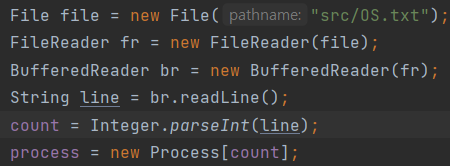 File file = new File( pathname: "src/OS.txt");
FileReader fr = new FileReader(file);
BufferedReader br = new BufferedReader(fr);
String line = br.readLine();
count = Integer.parseInt(line);
process = new Process[count];